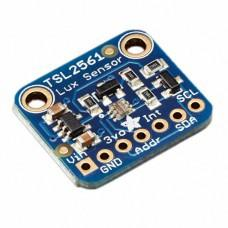 TSL2561
Lux Sensor
Vin
GND
3vo
Addr
Int
SDA
SCL